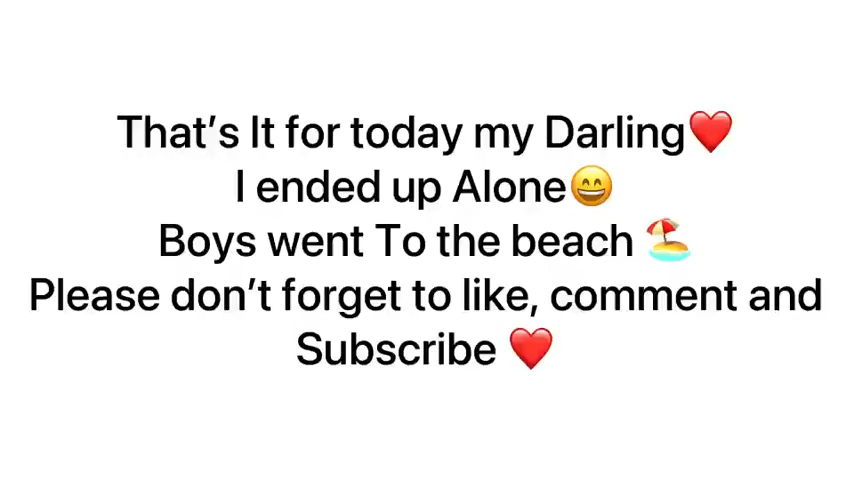 That’s It for today my Darling❤️
I ended up Alone😄
Boys went To the beach 🏖️
Please don’t forget to like, comment and
Subscribe ❤️